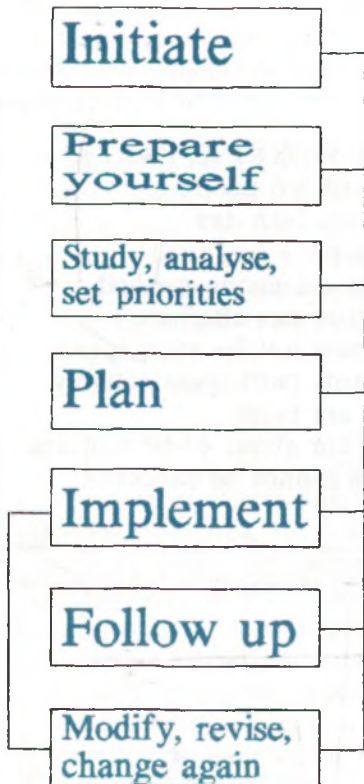 Initiate
Prepare
yourself
Study, analyse,
set priorities
Plan
Implement
Follow up
Modify, revise,
change again